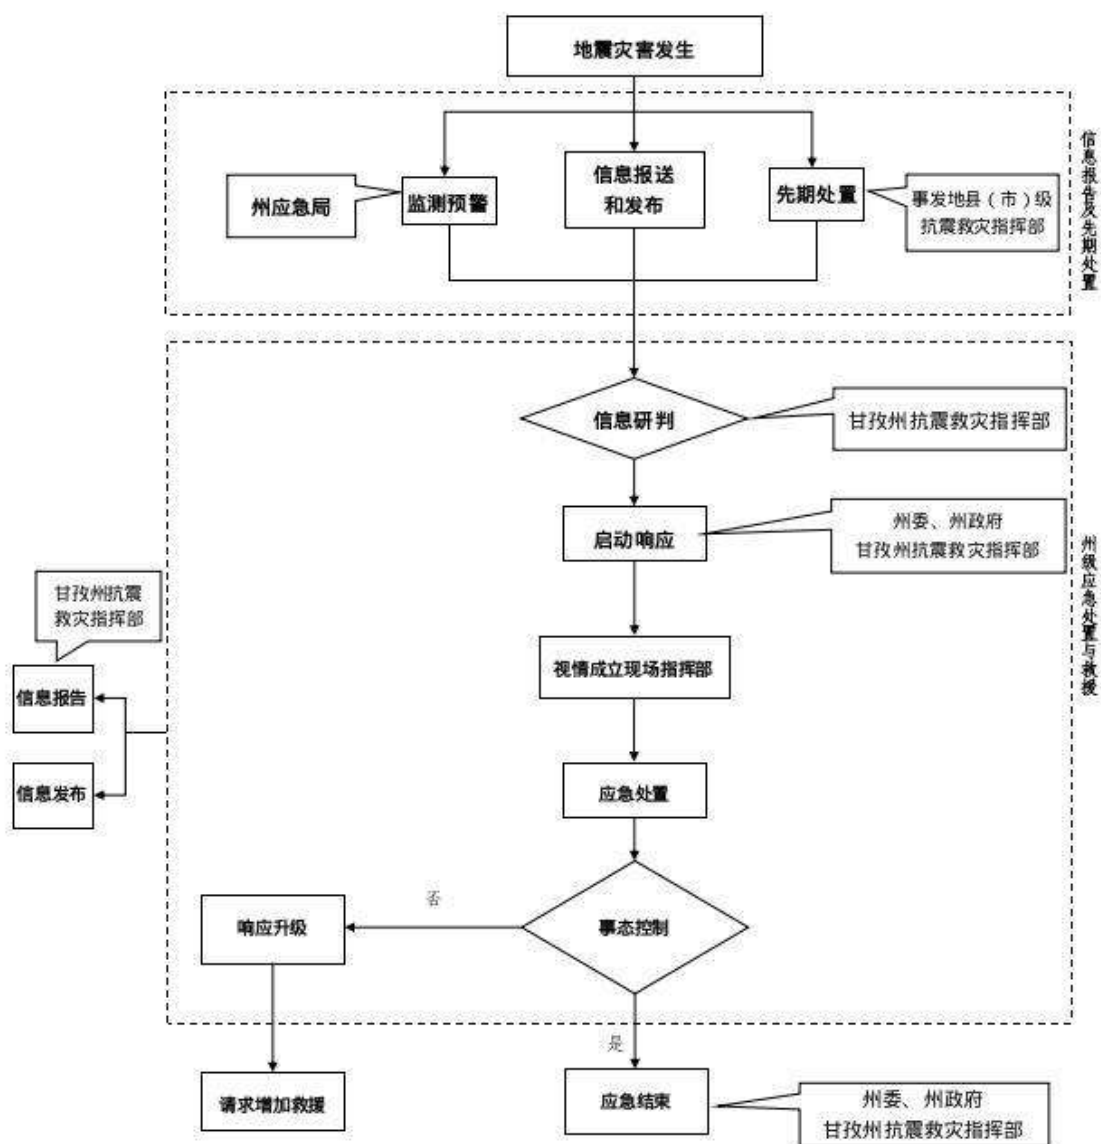 地震灾害发生
信息报告及先期处置
州应急局
监测预警
信息报送
和发布
先期处置
事发地县（市）级
抗震救灾指挥部
信息研判
甘孜州抗震救灾指挥部
启动响应
州委、州政府
甘孜州抗震救灾指挥部
州级应急处置与救援
甘孜州抗震
救灾指挥部
信息报告
视情成立现场指挥部
信息发布
应急处置
否
响应升级
事态控制
是
请求增加救援
应急结束
州委、州政府
甘孜州抗震救灾指挥部